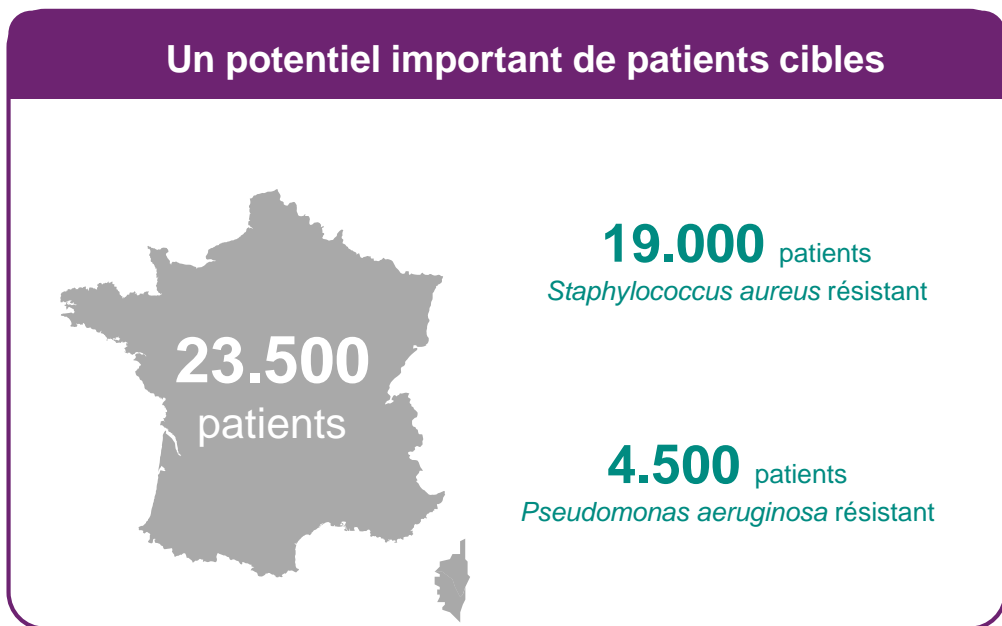 Un potentiel important de patients cibles
23.500
patients
19.000 patients
Staphylococcus aureus résistant
4.500 patients
Pseudomonas aeruginosa résistant